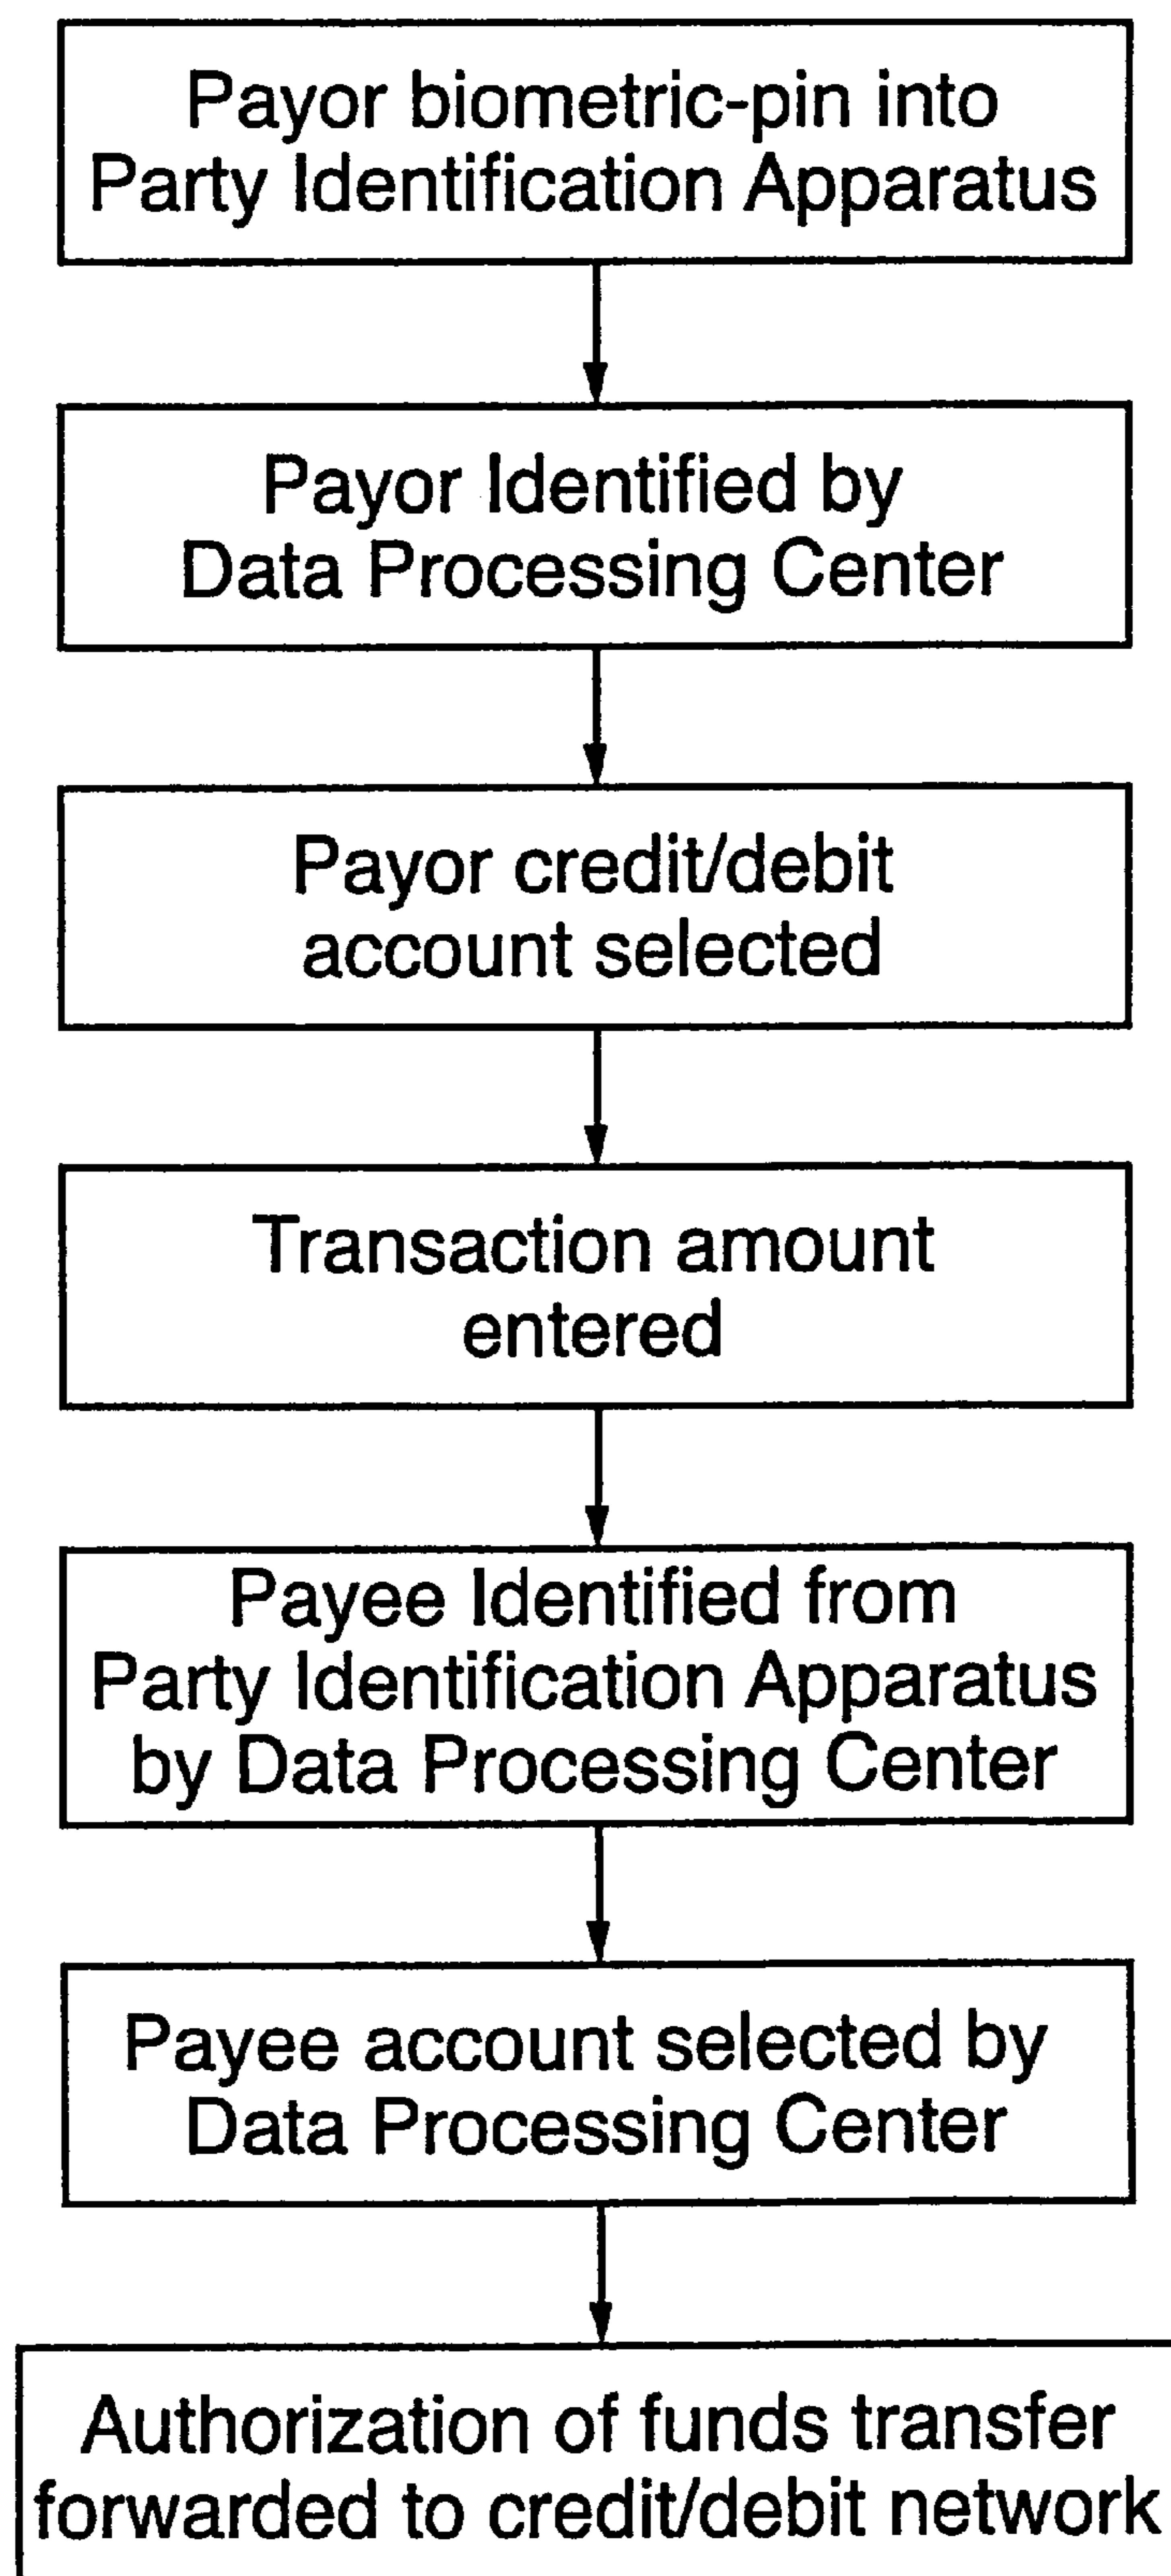 Payor biometric-pin into
Party Identification Apparatus
Payor Identified by
Data Processing Center
Payor credit/debit
account selected
Transaction amount
entered
Payee Identified from
Party Identification Apparatus
by Data Processing Center
Payee account selected by
Data Processing Center
Authorization of funds transfer
forwarded to credit/debit network